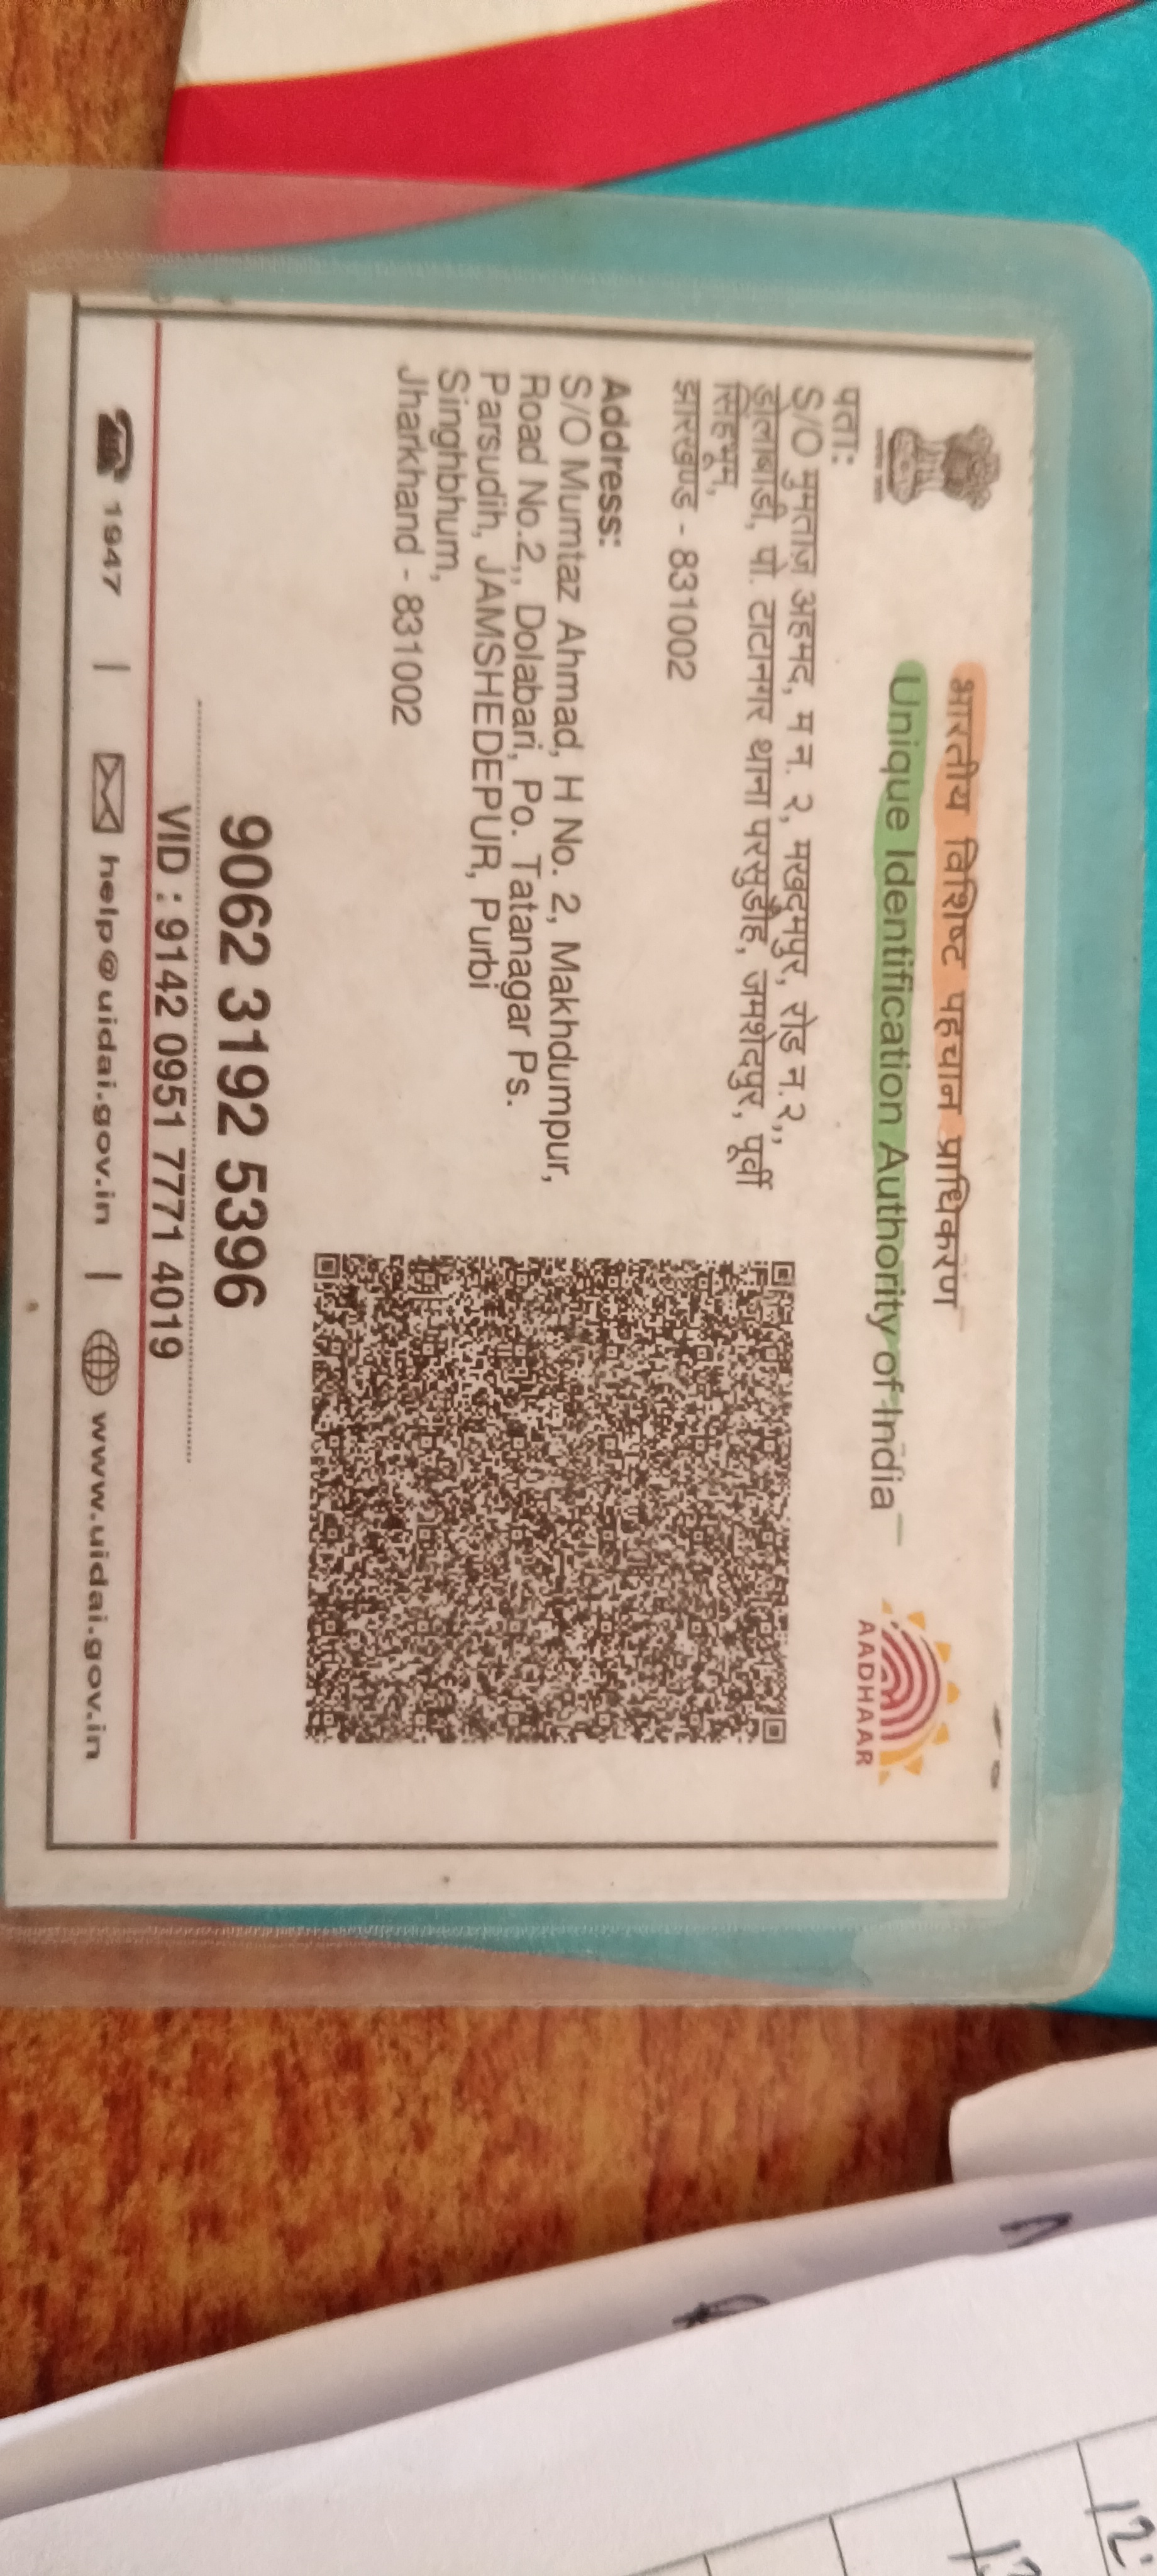 भारतीय विशिष्ट पहचान प्राधिकरण
Unique Identification Authority of India
AADHAAR
पता:
S/O मुमताज अहमद, म न. २, मखदुमपुर, रोड न.२,,
डोलाबाडी, पो. टाटानगर थाना परसुडीह, जमशेदपुर, पूर्वी
सिंहभूम,
झारखण्ड - 831002
Address:
S/O Mumtaz Ahmad, H No. 2, Makhdumpur,
Road No.2,, Dolabari, Po. Tatanagar Ps.
Parsudih, JAMSHEDEPUR, Purbi
Singhbhum,
Jharkhand - 831002
9062 3192 5396
VID : 9142 0951 7771 4019
1947 | help@uidai.gov.in | www.uidai.gov.in